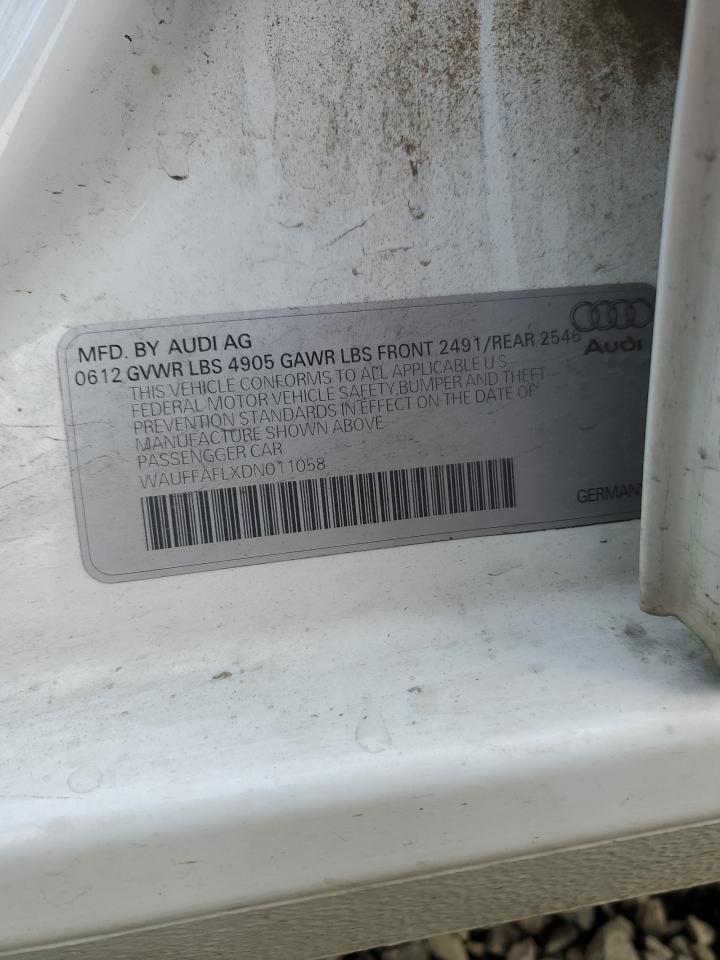 MFD. BY AUDI AG
0612 GVWR LBS 4905 GAWR LBS FRONT 2491/REAR 2546
Audi
THIS VEHICLE CONFORMS TO ALL APPLICABLE U S
FEDERAL MOTOR VEHICLE SAFETY, BUMPER AND THEFT
PREVENTION STANDARDS IN EFFECT ON THE DATE OF
MANUFACTURE SHOWN ABOVE
PASSENGGER CAR
WAUFFAFLXDN011058
GERMANY